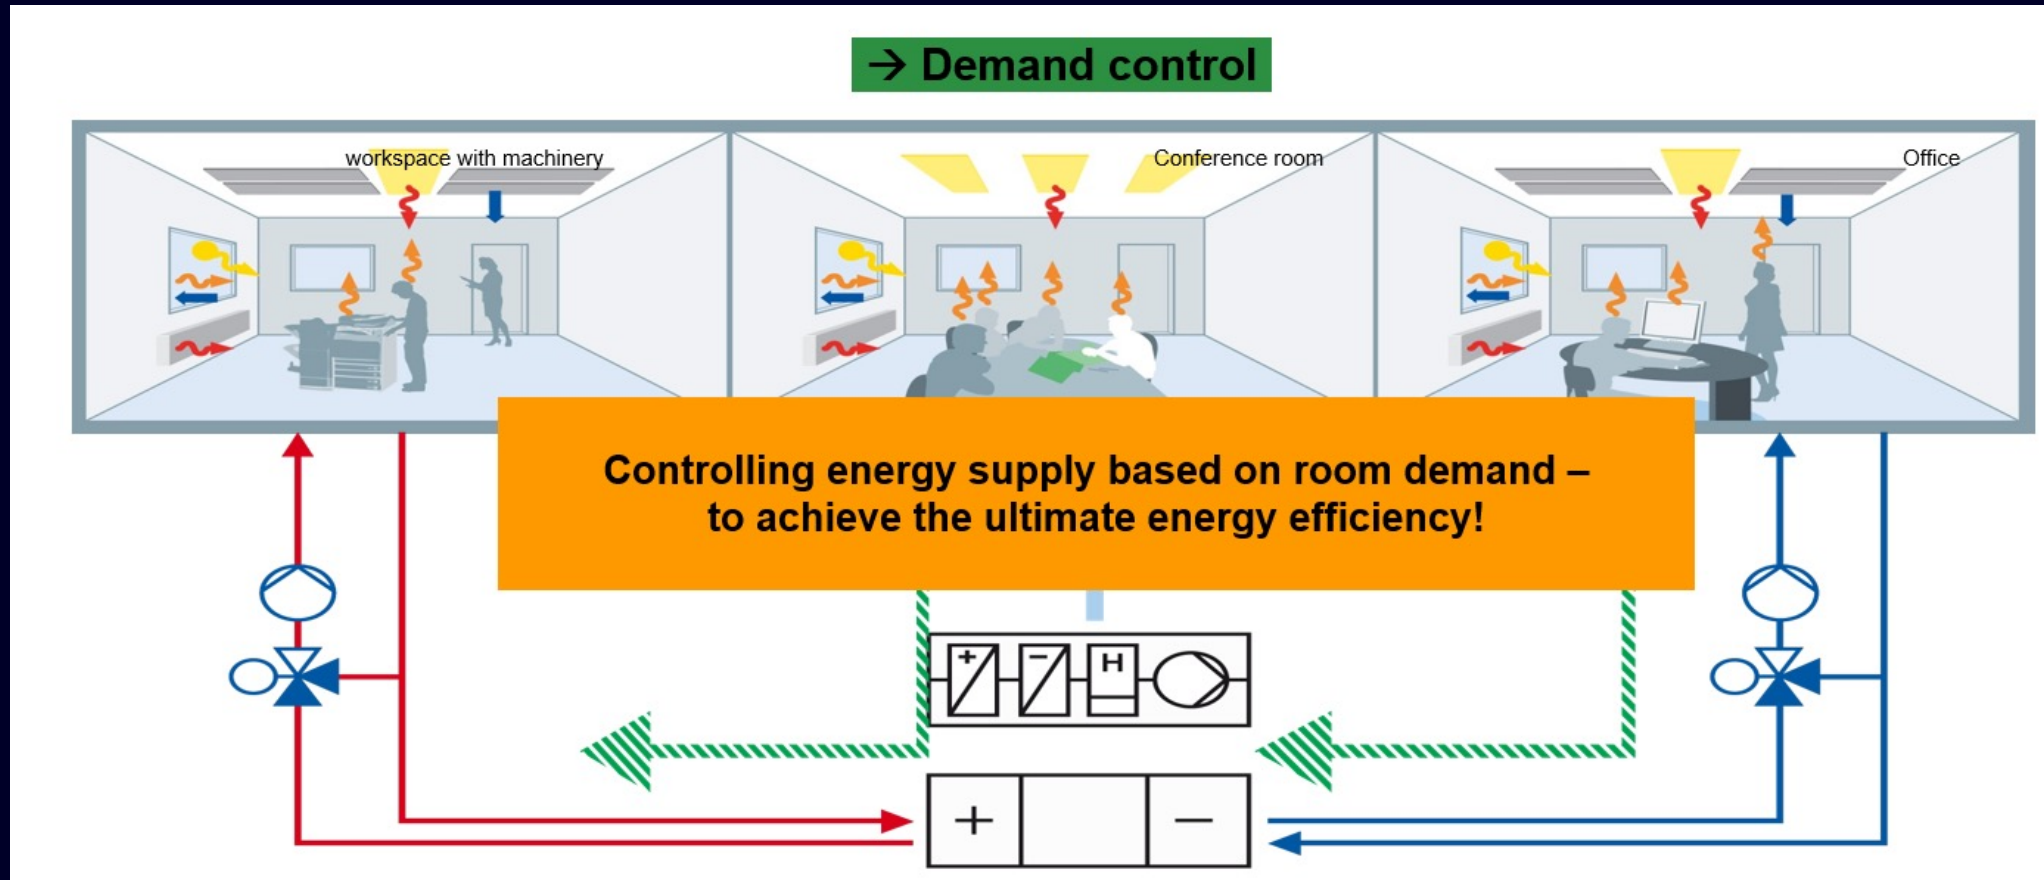 → Demand control
workspace with machinery
Conference room
Office
Controlling energy supply based on room demand –
to achieve the ultimate energy efficiency!
+ − H
+ −